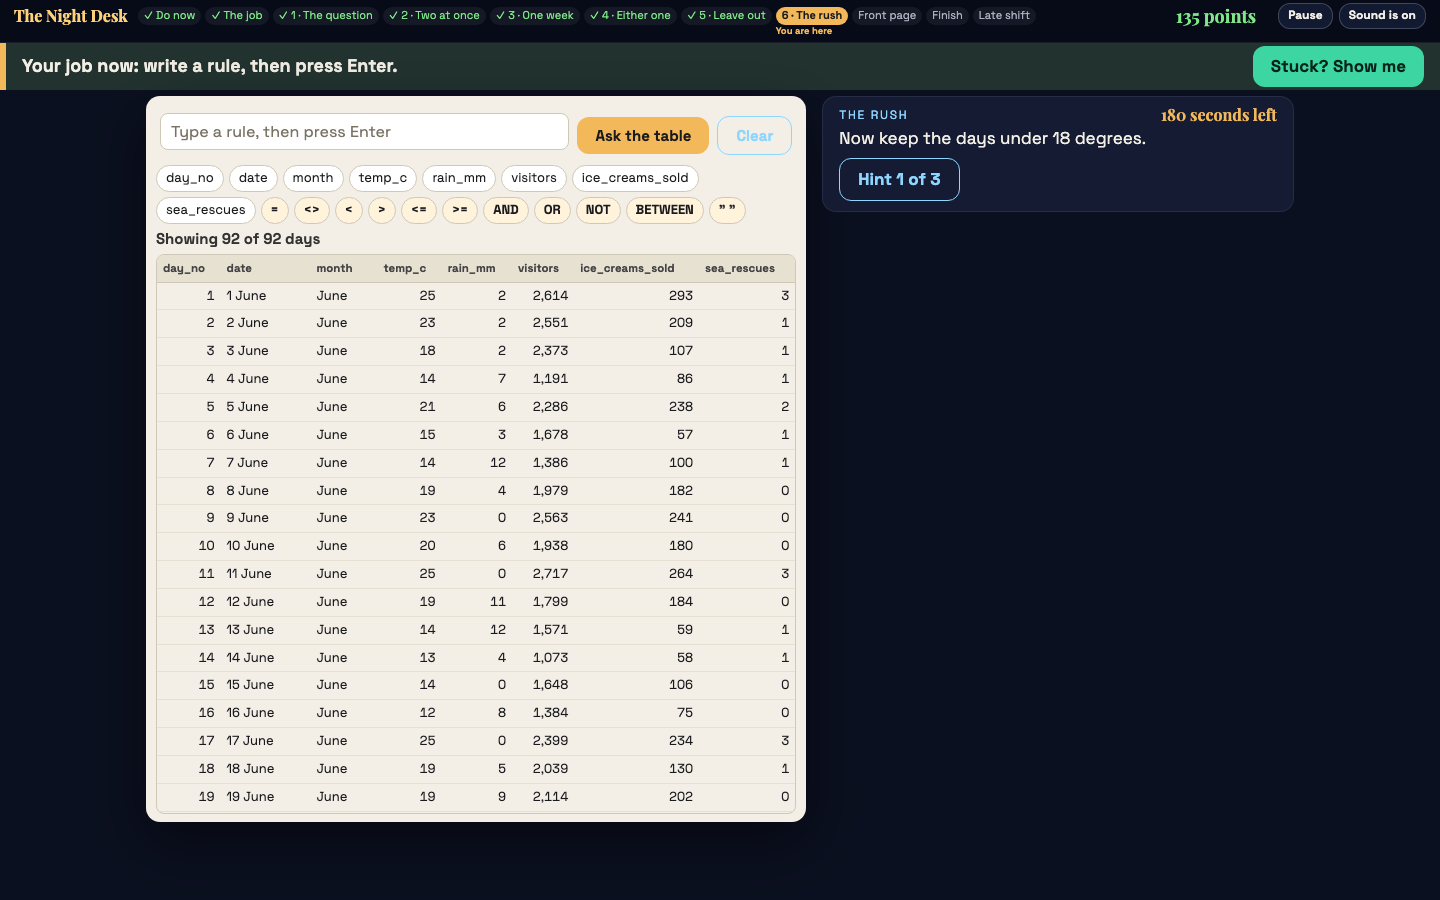 The Night Desk
✓ Do now
✓ The job
✓ 1 · The question
✓ 2 · Two at once
✓ 3 · One week
✓ 4 · Either one
✓ 5 · Leave out
6 · The rush
You are here
Front page
Finish
Late shift
135 points
Pause
Sound is on
Your job now: write a rule, then press Enter.
Stuck? Show me
Type a rule, then press Enter
Ask the table
Clear
day_no date month temp_c rain_mm visitors ice_creams_sold
sea_rescues = <> < > <= >= AND OR NOT BETWEEN " "
Showing 92 of 92 days
day_no date month temp_c rain_mm visitors ice_creams_sold sea_rescues
1 1 June June 25 2 2,614 293 3
2 2 June June 23 2 2,551 209 1
3 3 June June 18 2 2,373 107 1
4 4 June June 14 7 1,191 86 1
5 5 June June 21 6 2,286 238 2
6 6 June June 15 3 1,678 57 1
7 7 June June 14 12 1,386 100 1
8 8 June June 19 4 1,979 182 0
9 9 June June 23 0 2,563 241 0
10 10 June June 20 6 1,938 180 0
11 11 June June 25 0 2,717 264 3
12 12 June June 19 11 1,799 184 0
13 13 June June 14 12 1,571 59 1
14 14 June June 13 4 1,073 58 1
15 15 June June 14 0 1,648 106 0
16 16 June June 12 8 1,384 75 0
17 17 June June 25 0 2,399 234 3
18 18 June June 19 5 2,039 130 1
19 19 June June 19 9 2,114 202 0
THE RUSH
180 seconds left
Now keep the days under 18 degrees.
Hint 1 of 3